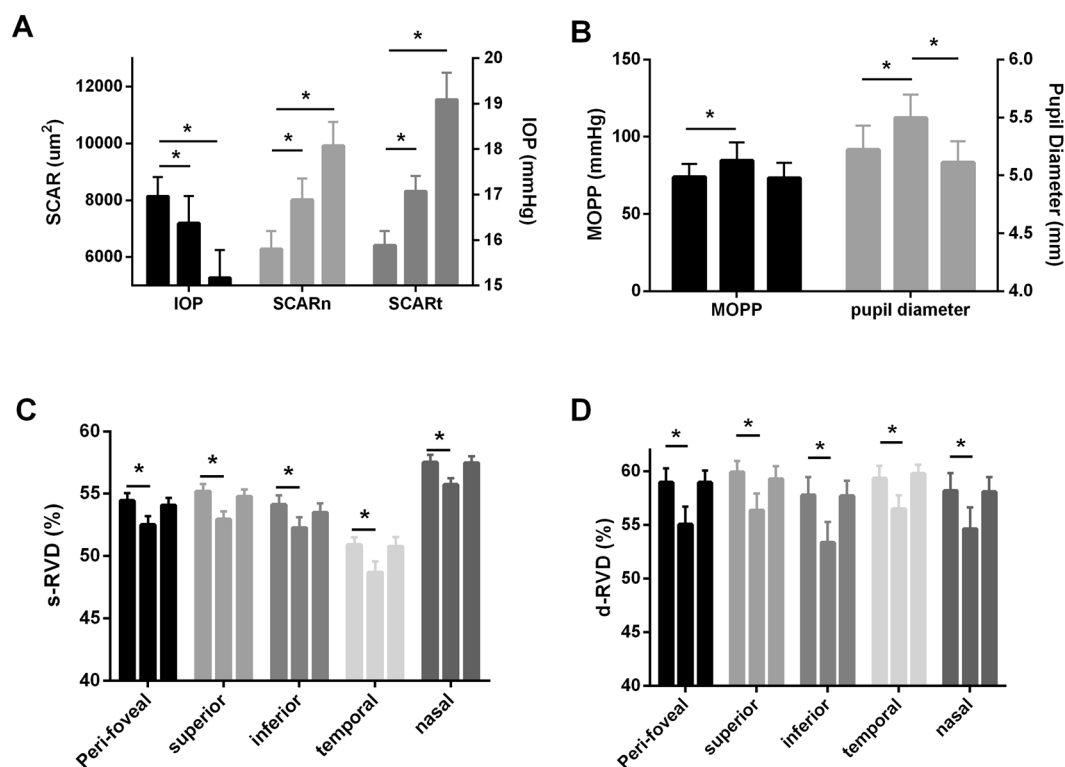 A
SCAR (um²)
12000
10000
8000
6000
*
*
*
*
*
*
20
19
18
17
16
15
IOP (mmHg)
IOP
SCARn
SCARt
B
MOPP (mmHg)
150
100
50
0
*
*
*
6.0
5.5
5.0
4.5
4.0
Pupil Diameter (mm)
MOPP
pupil diameter
C
s-RVD (%)
60
55
50
45
40
*
*
*
*
*
Peri-foveal
superior
inferior
temporal
nasal
D
d-RVD (%)
60
55
50
45
40
*
*
*
*
*
Peri-foveal
superior
inferior
temporal
nasal